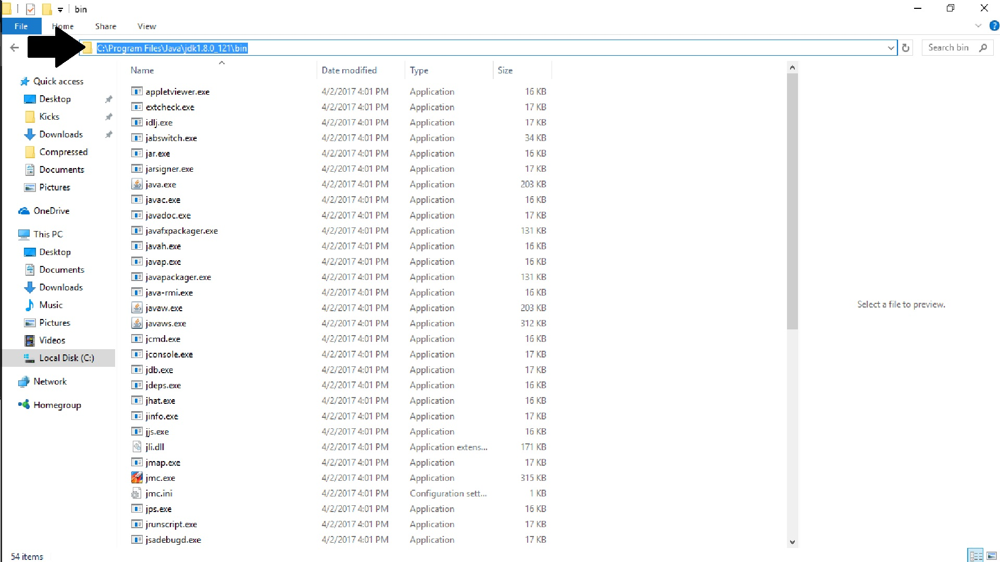 bin
File Home Share View
C:\Program Files\Java\jdk1.8.0_121\bin
Search bin
Name Date modified Type Size
Quick access
Desktop
Kicks
Downloads
Compressed
Documents
Pictures
OneDrive
This PC
Desktop
Documents
Downloads
Music
Pictures
Videos
Local Disk (C:)
Network
Homegroup
appletviewer.exe 4/2/2017 4:01 PM Application 16 KB
extcheck.exe 4/2/2017 4:01 PM Application 17 KB
idlj.exe 4/2/2017 4:01 PM Application 17 KB
jabswitch.exe 4/2/2017 4:01 PM Application 34 KB
jar.exe 4/2/2017 4:01 PM Application 16 KB
jarsigner.exe 4/2/2017 4:01 PM Application 17 KB
java.exe 4/2/2017 4:01 PM Application 203 KB
javac.exe 4/2/2017 4:01 PM Application 16 KB
javadoc.exe 4/2/2017 4:01 PM Application 17 KB
javafxpackager.exe 4/2/2017 4:01 PM Application 131 KB
javah.exe 4/2/2017 4:01 PM Application 16 KB
javap.exe 4/2/2017 4:01 PM Application 16 KB
javapackager.exe 4/2/2017 4:01 PM Application 131 KB
java-rmi.exe 4/2/2017 4:01 PM Application 16 KB
javaw.exe 4/2/2017 4:01 PM Application 203 KB
javaws.exe 4/2/2017 4:01 PM Application 312 KB
jcmd.exe 4/2/2017 4:01 PM Application 16 KB
jconsole.exe 4/2/2017 4:01 PM Application 17 KB
jdb.exe 4/2/2017 4:01 PM Application 17 KB
jdeps.exe 4/2/2017 4:01 PM Application 16 KB
jhat.exe 4/2/2017 4:01 PM Application 16 KB
jinfo.exe 4/2/2017 4:01 PM Application 17 KB
jjs.exe 4/2/2017 4:01 PM Application 16 KB
jli.dll 4/2/2017 4:01 PM Application extens... 171 KB
jmap.exe 4/2/2017 4:01 PM Application 17 KB
jmc.exe 4/2/2017 4:01 PM Application 315 KB
jmc.ini 4/2/2017 4:01 PM Configuration sett... 1 KB
jps.exe 4/2/2017 4:01 PM Application 16 KB
jrunscript.exe 4/2/2017 4:01 PM Application 17 KB
jsadebugd.exe 4/2/2017 4:01 PM Application 17 KB
Select a file to preview.
54 items